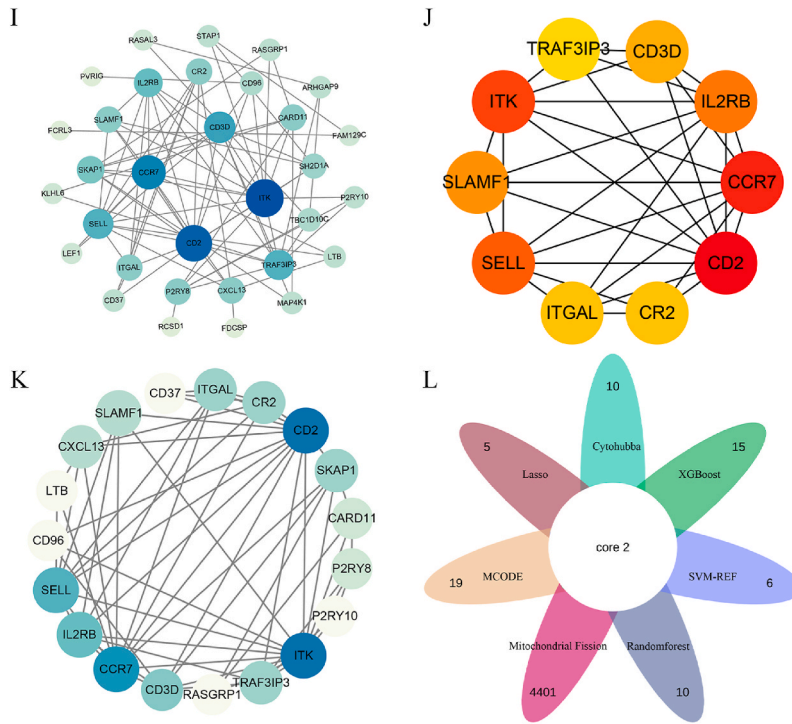 I
STAP1
RASAL3
RASGRP1
PVRIG
IL2RB
CR2
CD96
ARHGAP9
FCRL3
SLAMF1
CD3D
CARD11
FAM129C
SKAP1
CCR7
SH2D1A
KLHL6
ITK
P2RY10
SELL
TBC1D10C
CD2
LEF1
ITGAL
TRAF3IP3
LTB
CD37
P2RY8
CXCL13
MAP4K1
RCSD1
FDCSP
J
TRAF3IP3
CD3D
ITK
IL2RB
SLAMF1
CCR7
SELL
CD2
ITGAL
CR2
K
CD37
ITGAL
SLAMF1
CR2
CXCL13
CD2
LTB
SKAP1
CD96
CARD11
SELL
P2RY8
IL2RB
P2RY10
CCR7
ITK
CD3D
RASGRP1
TRAF3IP3
L
10
5
Cytohubba
15
Lasso
XGBoost
core 2
19
MCODE
SVM-REF
6
Mitochondrial Fission
Randomforest
4401
10